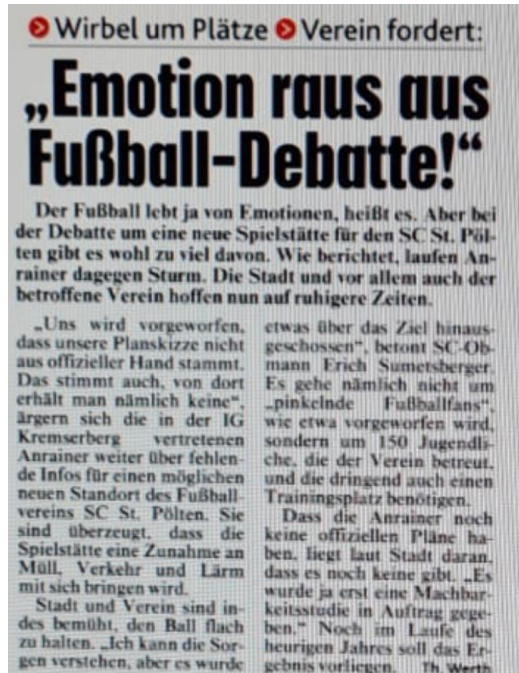 Wirbel um Plätze Verein fordert:
„Emotion raus aus
Fußball-Debatte!“
Der Fußball lebt ja von Emotionen, heißt es. Aber bei
der Debatte um eine neue Spielstätte für den SC St. Pöl-
ten gibt es wohl zu viel davon. Wie berichtet, laufen An-
rainer dagegen Sturm. Die Stadt und vor allem auch der
betroffene Verein hoffen nun auf ruhigere Zeiten.
„Uns wird vorgeworfen,
dass unsere Planskizze nicht
aus offizieller Hand stammt.
Das stimmt auch, von dort
erhält man nämlich keine“,
ärgern sich die in der IG
Kremserberg vertretenen
Anrainer weiter über fehlen-
de Infos für einen möglichen
neuen Standort des Fußball-
vereins SC St. Pölten. Sie
sind überzeugt, dass die
Spielstätte eine Zunahme an
Müll, Verkehr und Lärm
mit sich bringen wird.
Stadt und Verein sind in-
des bemüht, den Ball flach
zu halten. „Ich kann die Sor-
gen verstehen, aber es wurde
etwas über das Ziel hinaus-
geschossen“, betont SC-Ob-
mann Erich Sumetsberger.
Es gehe nämlich nicht um
„pinkelnde Fußballfans“,
wie etwa vorgeworfen wird,
sondern um 150 Jugendli-
che, die der Verein betreut,
und die dringend auch einen
Trainingsplatz benötigen.
Dass die Anrainer noch
keine offiziellen Pläne ha-
ben, liegt laut Stadt daran,
dass es noch keine gibt. „Es
wurde ja erst eine Machbar-
keitsstudie in Auftrag gege-
ben.“ Noch im Laufe des
heurigen Jahres soll das Er-
gebnis vorliegen. Th. Werth